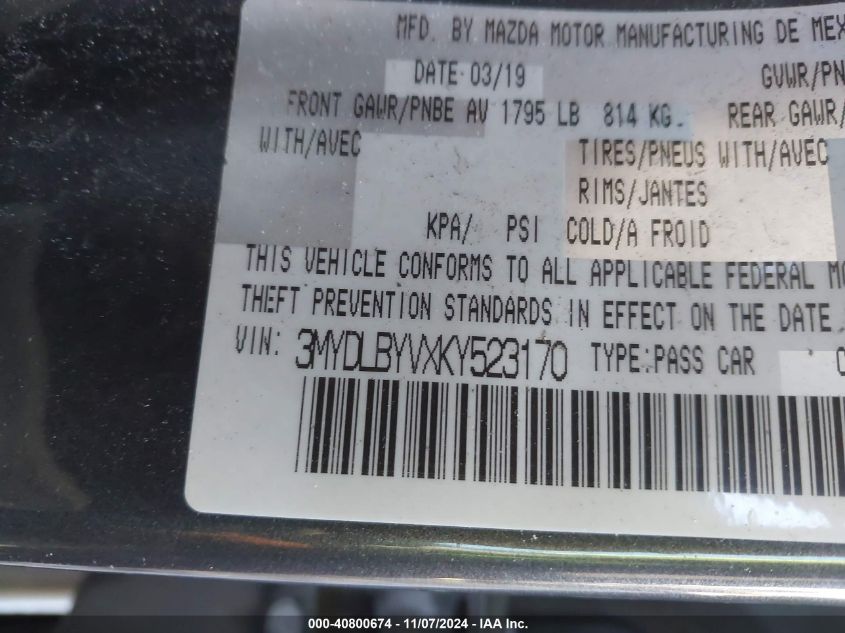 MFD. BY MAZDA MOTOR MANUFACTURING DE MEX
DATE 03/19 GVWR/PN
FRONT GAWR/PNBE AV 1795 LB 814 KG. REAR GAWR/
WITH/AVEC TIRES/PNEUS WITH/AVEC
RIMS/JANTES
KPA/ PSI COLD/A FROID
THIS VEHICLE CONFORMS TO ALL APPLICABLE FEDERAL MO
THEFT PREVENTION STANDARDS IN EFFECT ON THE DATE
VIN: 3MYDLBYVXKY523170 TYPE:PASS CAR
000-40800674 - 11/07/2024 - IAA Inc.